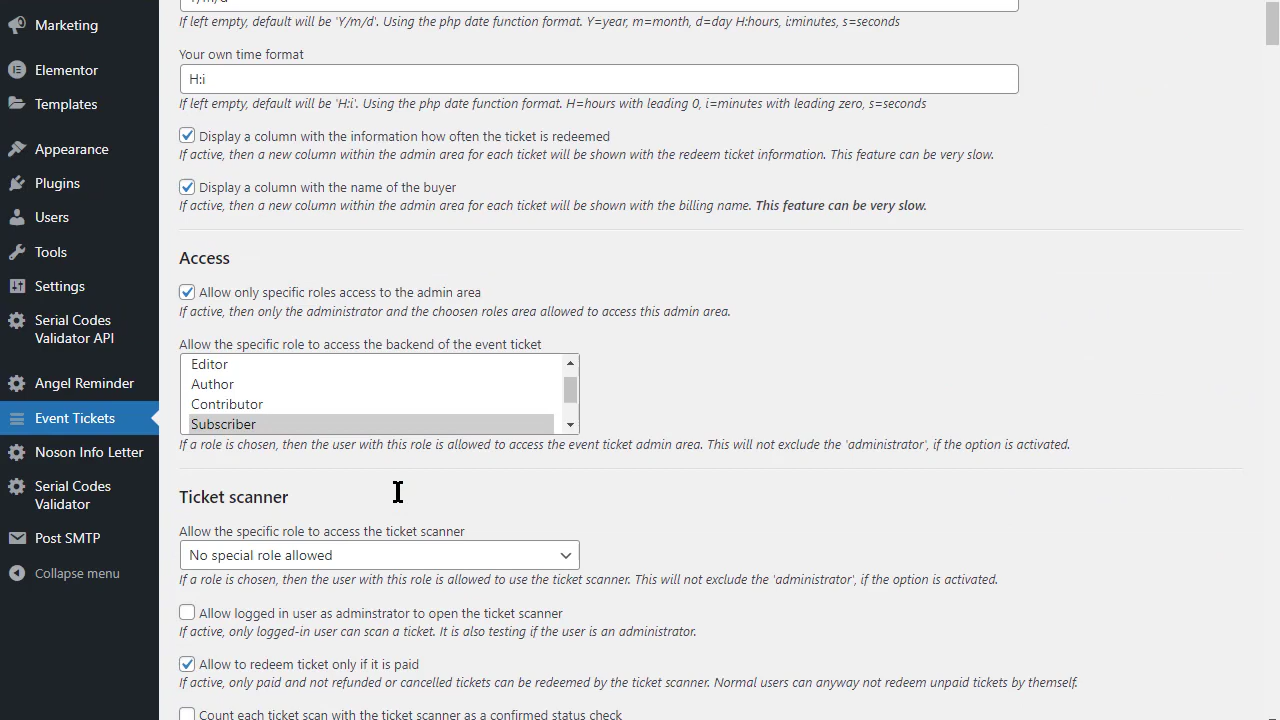 Marketing
Elementor
Templates
Appearance
Plugins
Users
Tools
Settings
Serial Codes
Validator API
Angel Reminder
Event Tickets
Noson Info Letter
Serial Codes
Validator
Post SMTP
Collapse menu
If left empty, default will be 'Y/m/d'. Using the php date function format. Y=year, m=month, d=day H:hours, i:minutes, s=seconds
Your own time format
H:i
If left empty, default will be 'H:i'. Using the php date function format. H=hours with leading 0, i=minutes with leading zero, s=seconds
Display a column with the information how often the ticket is redeemed
If active, then a new column within the admin area for each ticket will be shown with the redeem ticket information. This feature can be very slow.
Display a column with the name of the buyer
If active, then a new column within the admin area for each ticket will be shown with the billing name. This feature can be very slow.
Access
Allow only specific roles access to the admin area
If active, then only the administrator and the choosen roles area allowed to access this admin area.
Allow the specific role to access the backend of the event ticket
Editor
Author
Contributor
Subscriber
If a role is chosen, then the user with this role is allowed to access the event ticket admin area. This will not exclude the 'administrator', if the option is activated.
Ticket scanner
Allow the specific role to access the ticket scanner
No special role allowed
If a role is chosen, then the user with this role is allowed to use the ticket scanner. This will not exclude the 'administrator', if the option is activated.
Allow logged in user as adminstrator to open the ticket scanner
If active, only logged-in user can scan a ticket. It is also testing if the user is an administrator.
Allow to redeem ticket only if it is paid
If active, only paid and not refunded or cancelled tickets can be redeemed by the ticket scanner. Normal users can anyway not redeem unpaid tickets by themself.
Count each ticket scan with the ticket scanner as a confirmed status check